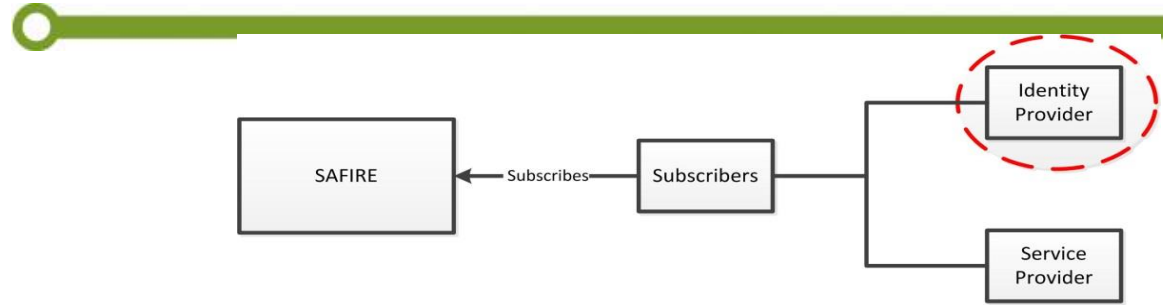 SAFIRE
Subscribes
Subscribers
Identity
Provider
Service
Provider